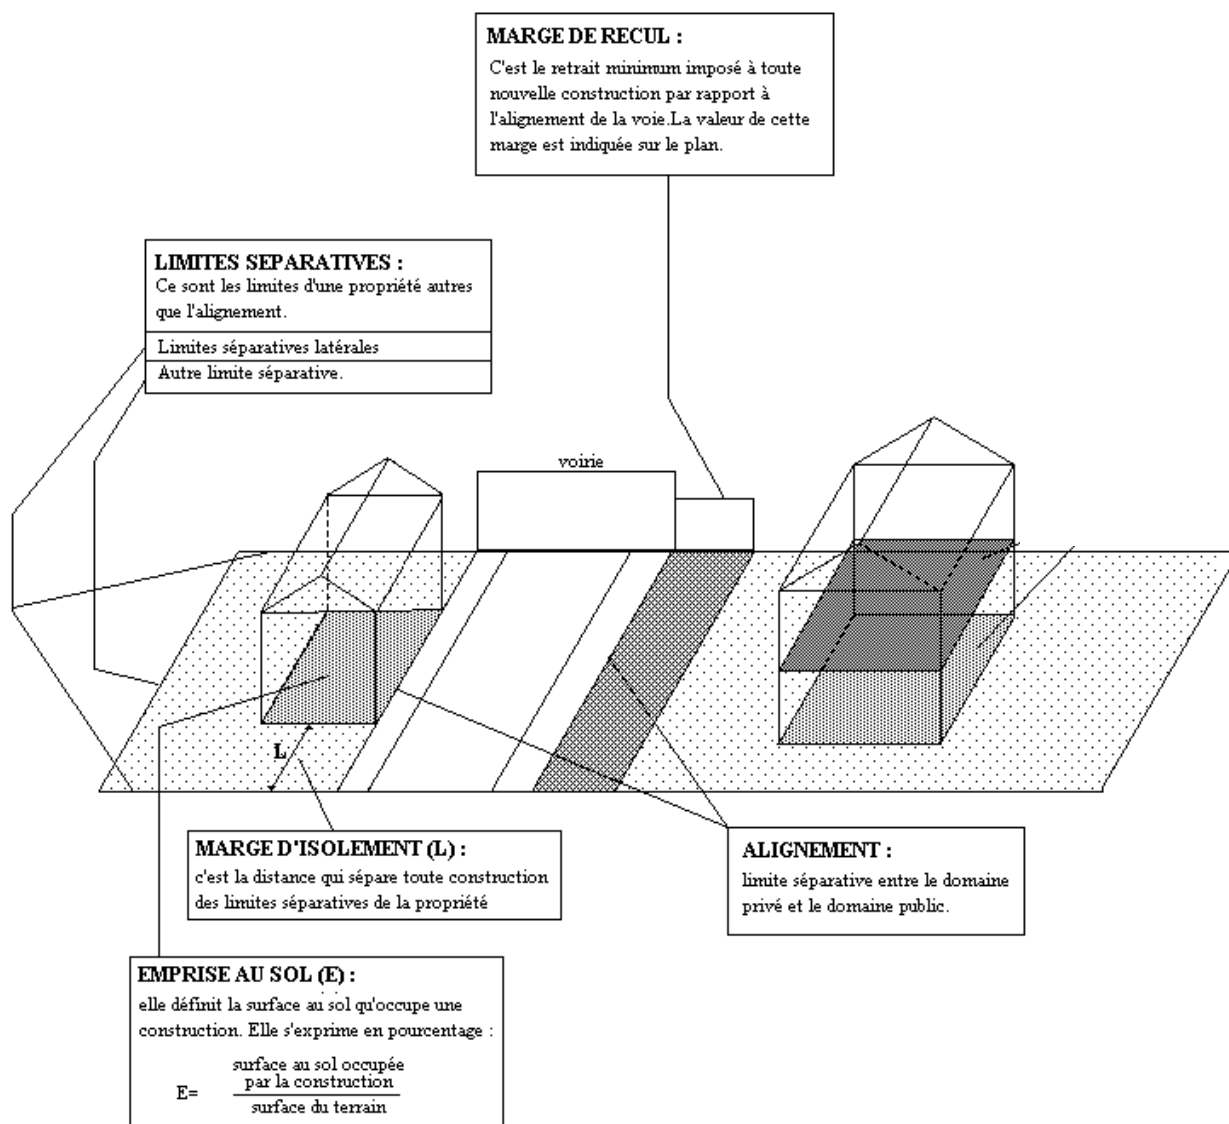 MARGE DE RECUL :
C'est le retrait minimum imposé à toute
nouvelle construction par rapport à
l'alignement de la voie.La valeur de cette
marge est indiquée sur le plan.
LIMITES SEPARATIVES :
Ce sont les limites d'une propriété autres
que l'alignement.
Limites séparatives latérales
Autre limite séparative.
voirie
L
MARGE D'ISOLEMENT (L) :
c'est la distance qui sépare toute construction
des limites séparatives de la propriété
ALIGNEMENT :
limite séparative entre le domaine
privé et le domaine public.
EMPRISE AU SOL (E) :
elle définit la surface au sol qu'occupe une
construction. Elle s'exprime en pourcentage :
surface au sol occupée
par la construction
E=
surface du terrain